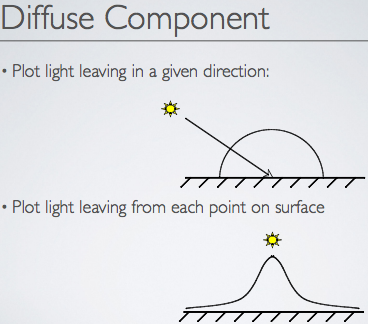 Diffuse Component
• Plot light leaving in a given direction:
• Plot light leaving from each point on surface